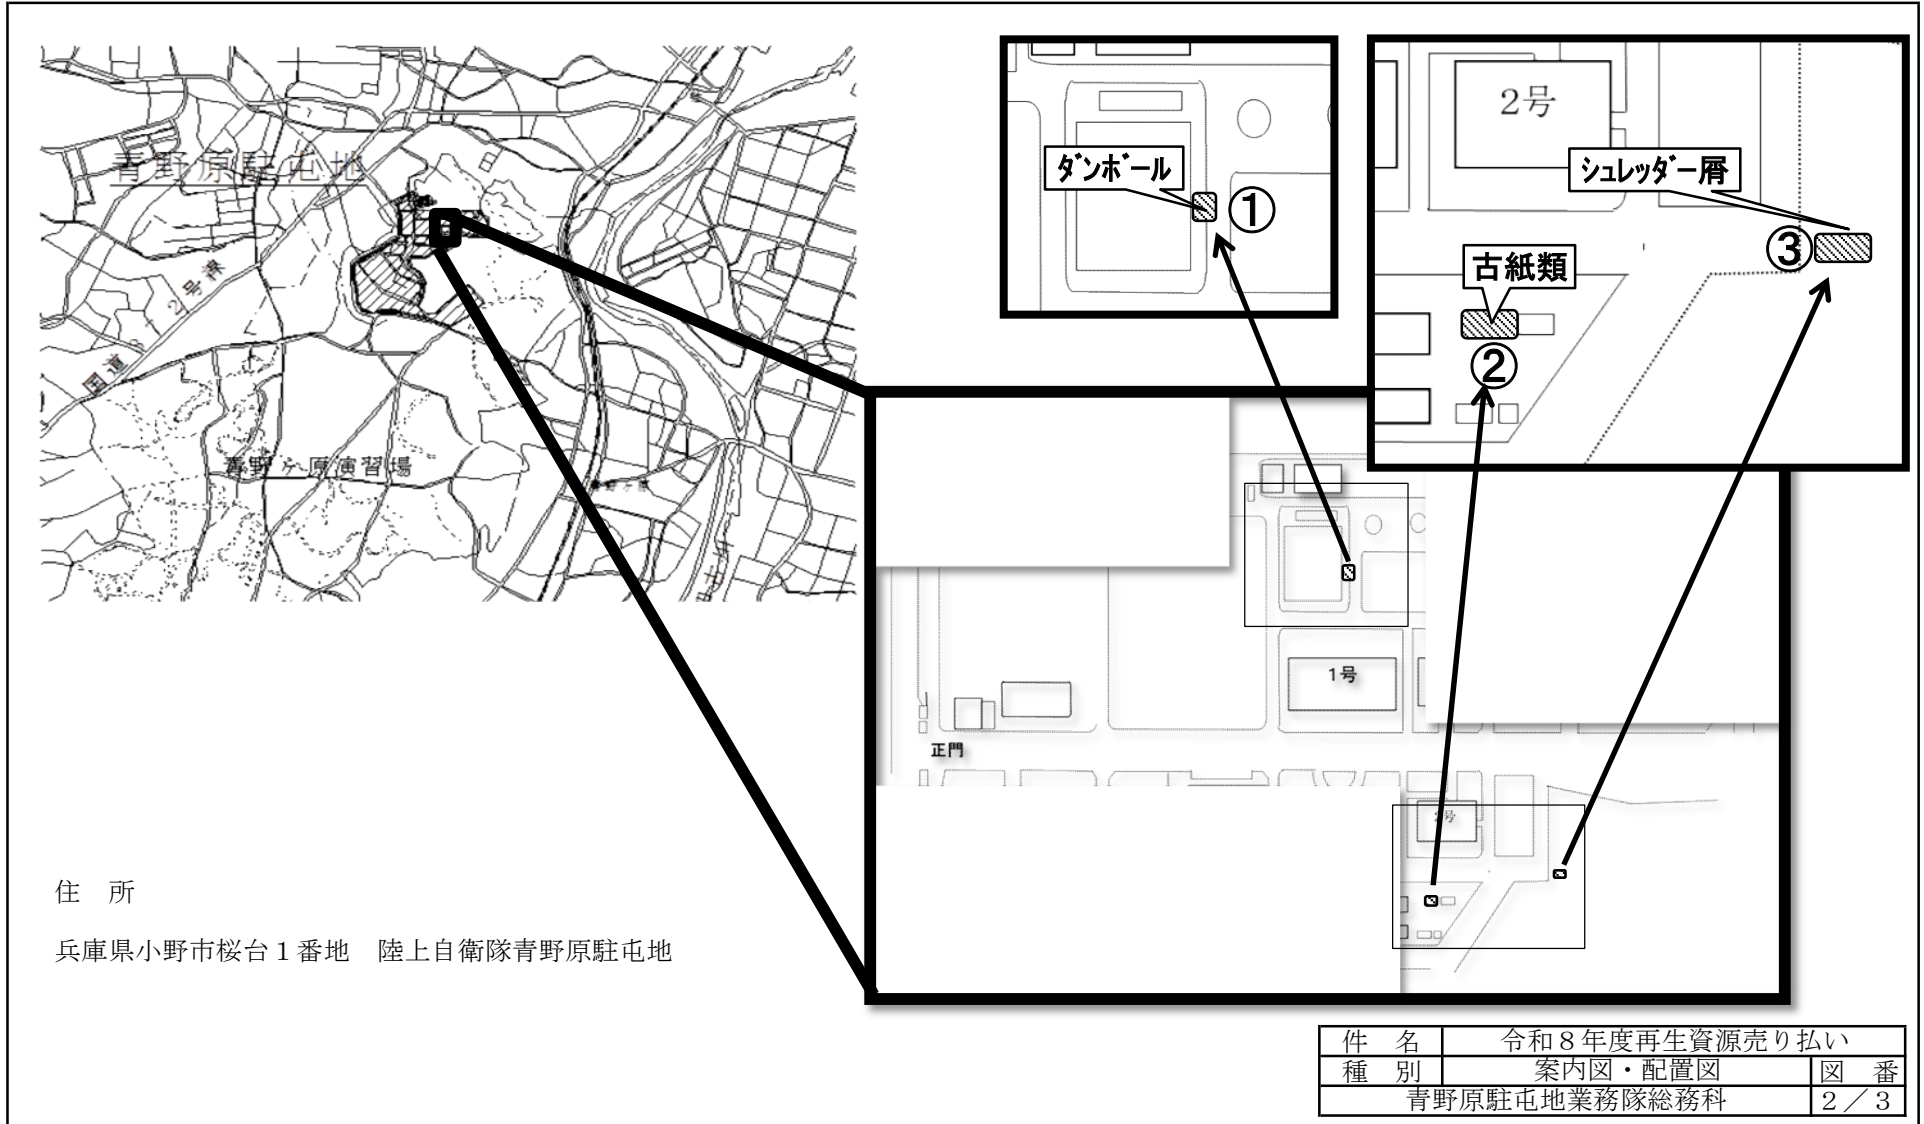 青野原駐屯地
国道372号線
青野ヶ原演習場
ダンボール
①
2号
シュレッダー屑
③
古紙類
②
1号
正門
2号
住 所
兵庫県小野市桜台1番地 陸上自衛隊青野原駐屯地
件 名 令和8年度再生資源売り払い
種 別 案内図・配置図 図 番
青野原駐屯地業務隊総務科 2/3